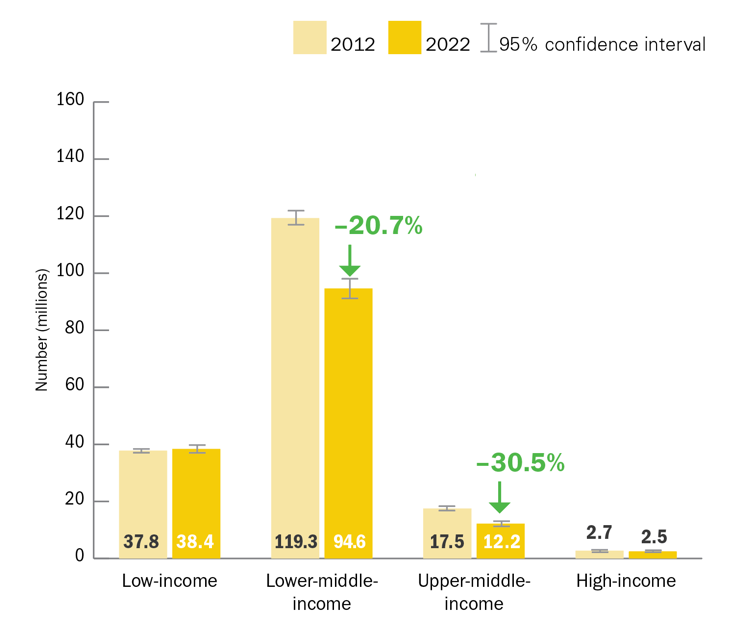 2012 2022 95% confidence interval
160
140
120
100
80
60
40
20
0
Number (millions)
–20.7%
–30.5%
37.8 38.4 119.3 94.6 17.5 12.2 2.7 2.5
Low-income Lower-middle- Upper-middle- High-income
income income